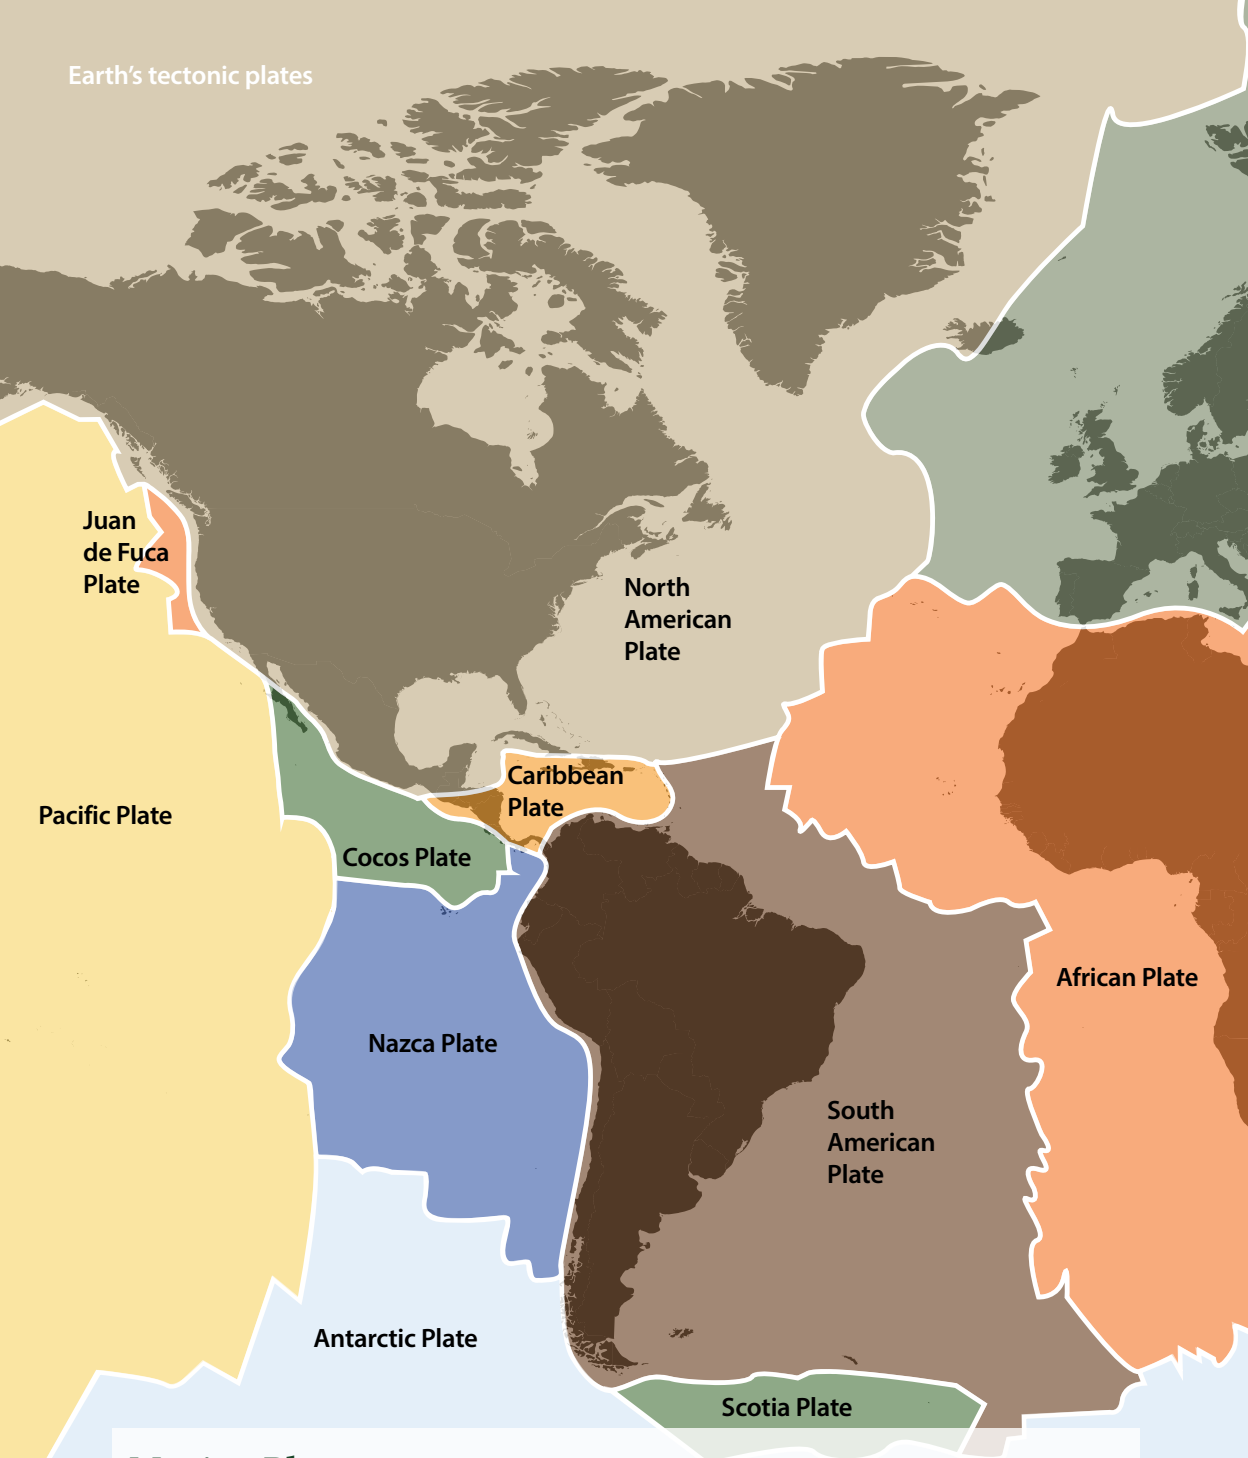 Earth's tectonic plates
Juan
de Fuca
Plate
North
American
Plate
Caribbean
Plate
Pacific Plate
Cocos Plate
African Plate
Nazca Plate
South
American
Plate
Antarctic Plate
Scotia Plate